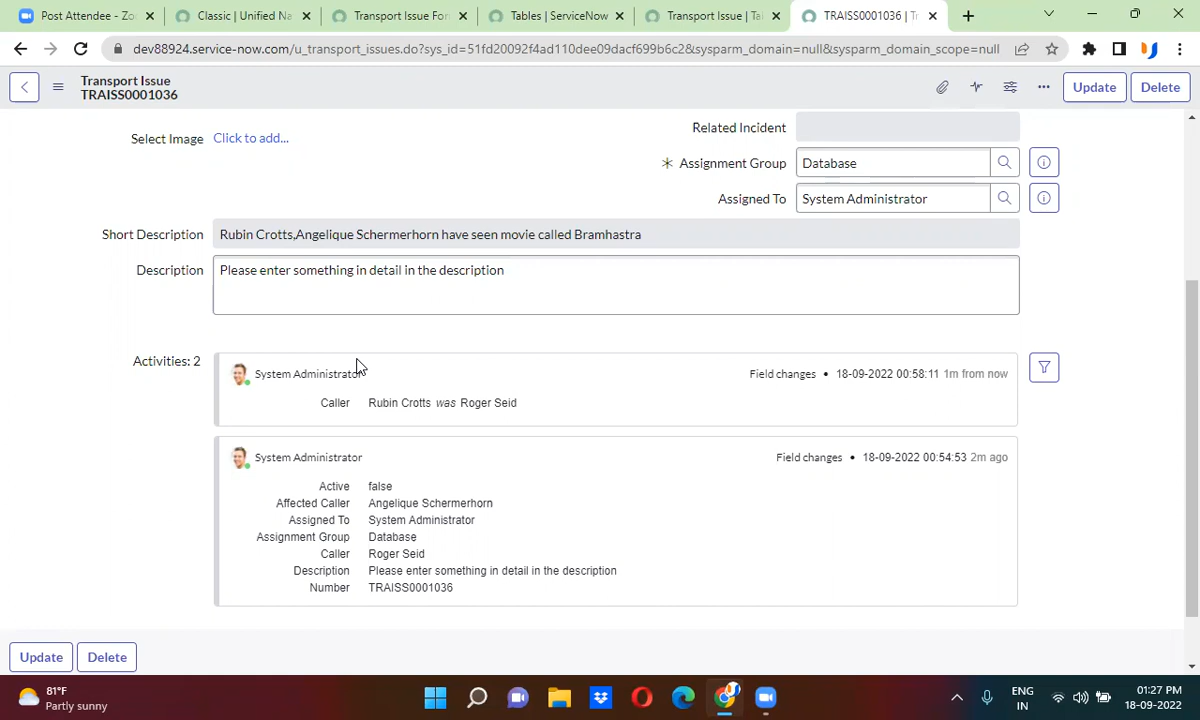 Post Attendee - Zo
Classic | Unified Na
Transport Issue For
Tables | ServiceNow
Transport Issue | Ta
TRAISS0001036 | T
dev88924.service-now.com/u_transport_issues.do?sys_id=51fd20092f4ad110dee09dacf699b6c2&sysparm_domain=null&sysparm_domain_scope=null
Transport Issue
TRAISS0001036
Update
Delete
Select Image
Click to add...
Related Incident
Assignment Group
Database
Assigned To
System Administrator
Short Description
Rubin Crotts,Angelique Schermerhorn have seen movie called Bramhastra
Description
Please enter something in detail in the description
Activities: 2
System Administrator
Field changes • 18-09-2022 00:58:11 1m from now
Caller Rubin Crotts was Roger Seid
System Administrator
Field changes • 18-09-2022 00:54:53 2m ago
Active false
Affected Caller Angelique Schermerhorn
Assigned To System Administrator
Assignment Group Database
Caller Roger Seid
Description Please enter something in detail in the description
Number TRAISS0001036
Update
Delete
81°F
Partly sunny
ENG
IN
01:27 PM
18-09-2022